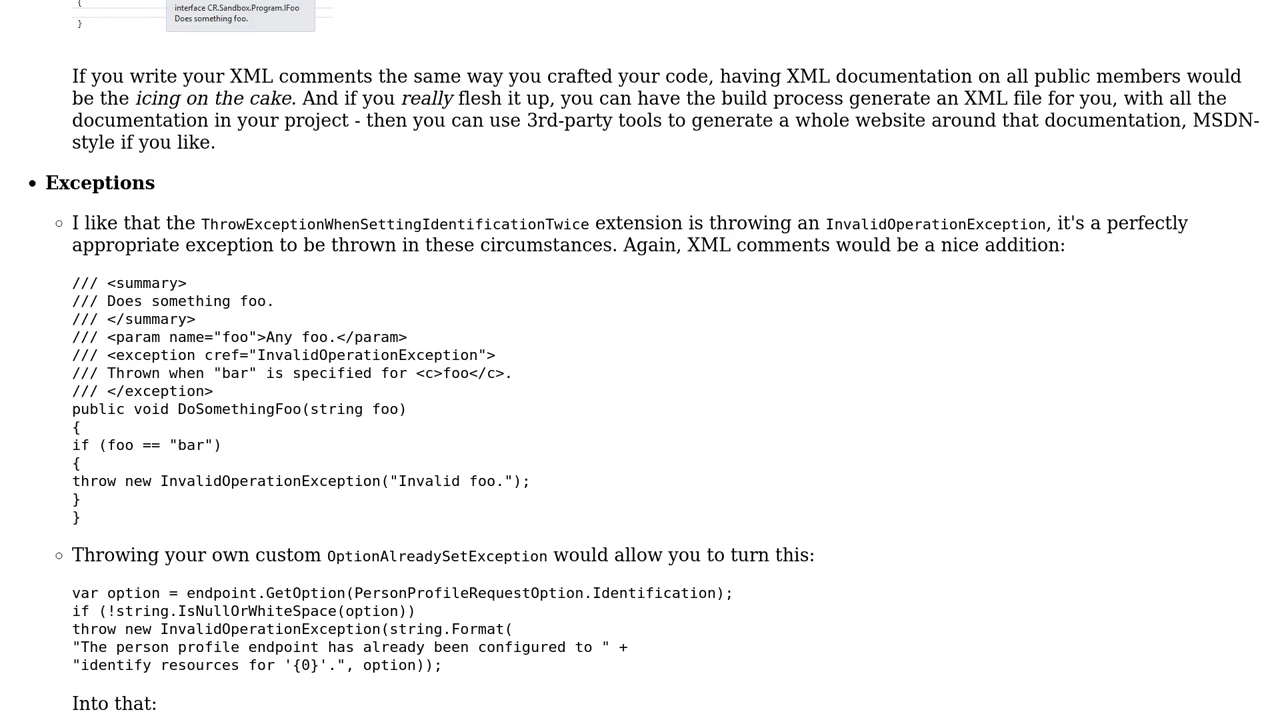 {
interface CR.Sandbox.Program.IFoo
Does something foo.
}
If you write your XML comments the same way you crafted your code, having XML documentation on all public members would
be the icing on the cake. And if you really flesh it up, you can have the build process generate an XML file for you, with all the
documentation in your project - then you can use 3rd-party tools to generate a whole website around that documentation, MSDN-
style if you like.
• Exceptions
◦ I like that the ThrowExceptionWhenSettingIdentificationTwice extension is throwing an InvalidOperationException, it's a perfectly
appropriate exception to be thrown in these circumstances. Again, XML comments would be a nice addition:
/// <summary>
/// Does something foo.
/// </summary>
/// <param name="foo">Any foo.</param>
/// <exception cref="InvalidOperationException">
/// Thrown when "bar" is specified for <c>foo</c>.
/// </exception>
public void DoSomethingFoo(string foo)
{
if (foo == "bar")
{
throw new InvalidOperationException("Invalid foo.");
}
}
◦ Throwing your own custom OptionAlreadySetException would allow you to turn this:
var option = endpoint.GetOption(PersonProfileRequestOption.Identification);
if (!string.IsNullOrWhiteSpace(option))
throw new InvalidOperationException(string.Format(
"The person profile endpoint has already been configured to " +
"identify resources for '{0}'.", option));
Into that: